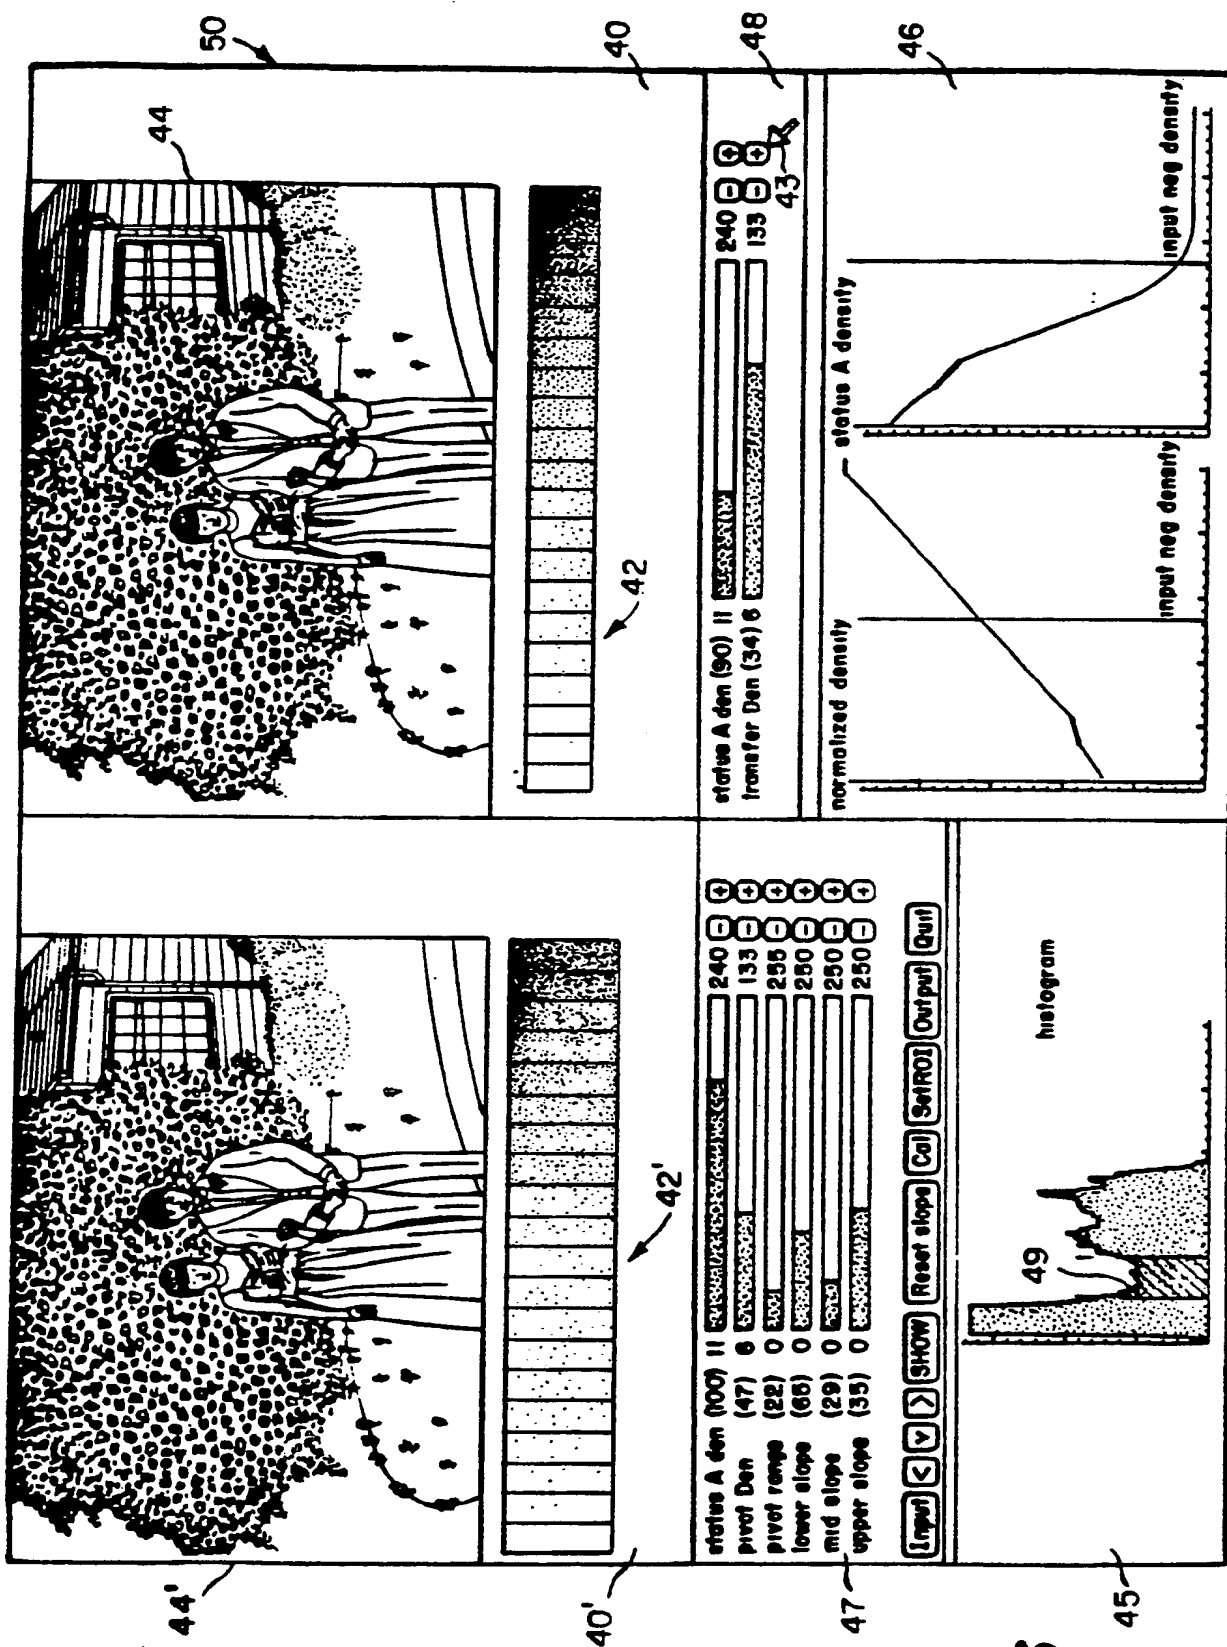 44'
44
50
40'
42'
42
40
status A den (100) 11 240 - +
pivot Den (47) 6 133 - +
pivot range (22) 0 255 - +
lower slope (65) 0 250 - +
mid slope (29) 0 250 - +
upper slope (35) 0 250 - +
Input < v > SHOW Reset slope Cal SetROI Output Quit
47
status A den (90) 11 240 - +
transfer Den (34) 6 133 - +
43
48
histogram
49
45
normalized density
input neg density
status A density
input neg density
46